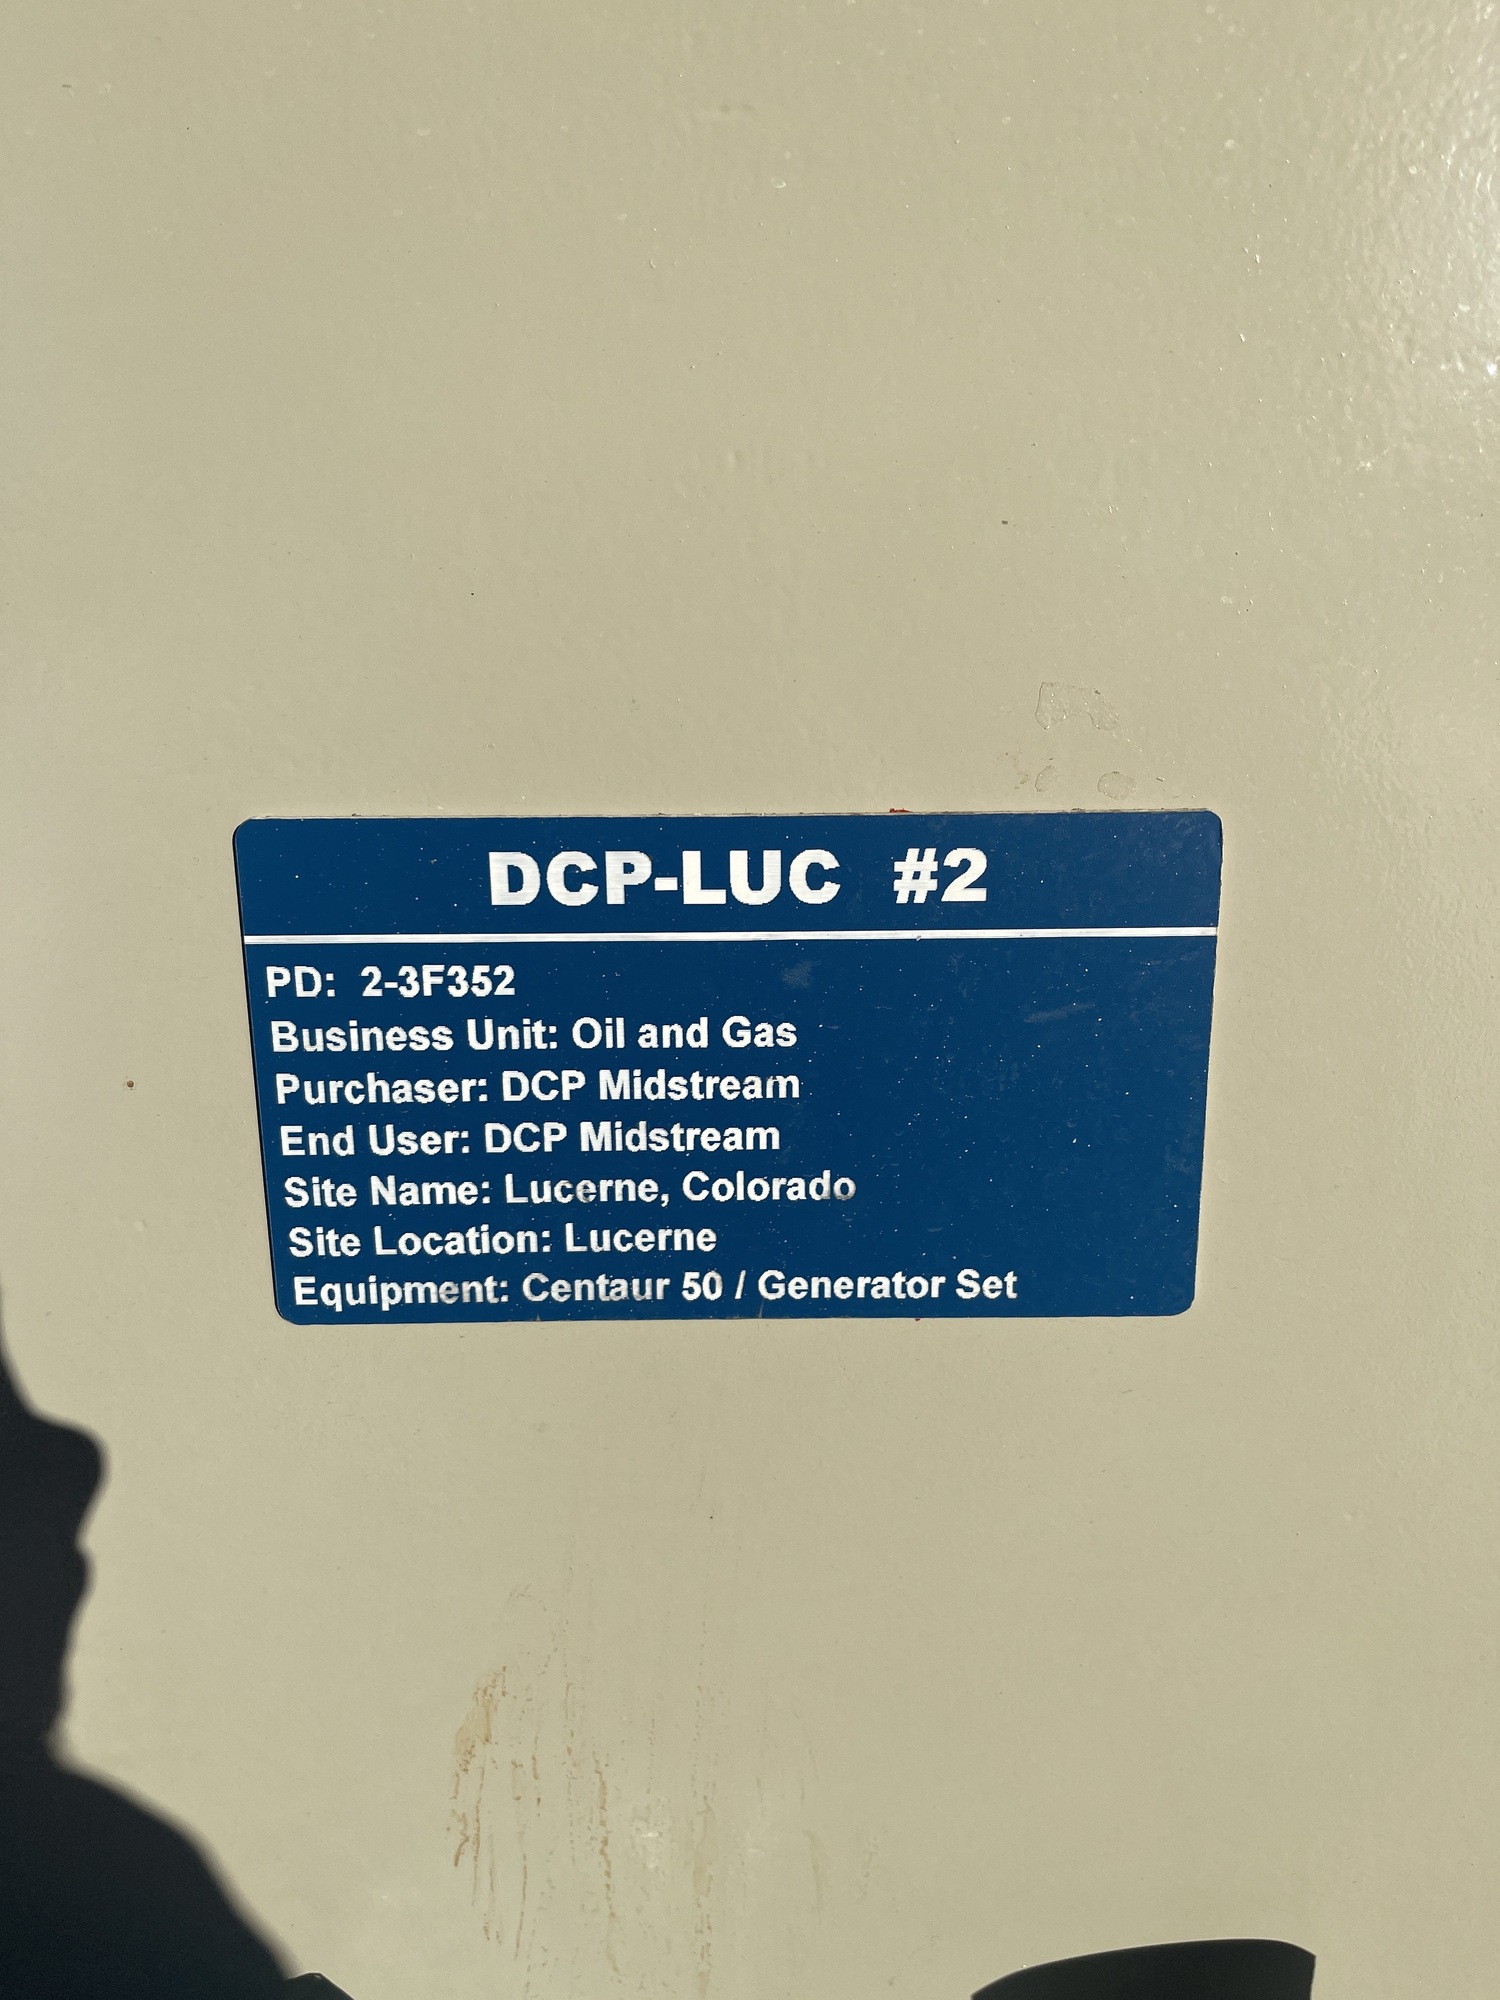 DCP-LUC #2
PD: 2-3F352
Business Unit: Oil and Gas
Purchaser: DCP Midstream
End User: DCP Midstream
Site Name: Lucerne, Colorado
Site Location: Lucerne
Equipment: Centaur 50 / Generator Set